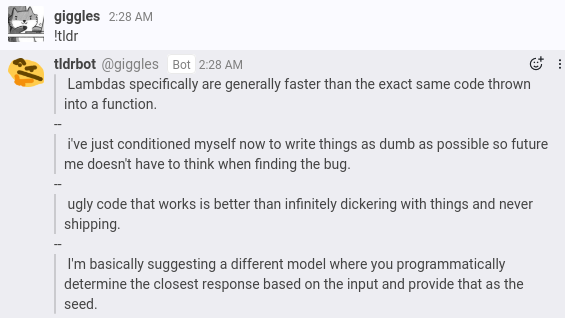 giggles 2:28 AM
!tldr
tldrbot @giggles Bot 2:28 AM
Lambdas specifically are generally faster than the exact same code thrown
into a function.
--
i've just conditioned myself now to write things as dumb as possible so future
me doesn't have to think when finding the bug.
--
ugly code that works is better than infinitely dickering with things and never
shipping.
--
I'm basically suggesting a different model where you programmatically
determine the closest response based on the input and provide that as the
seed.